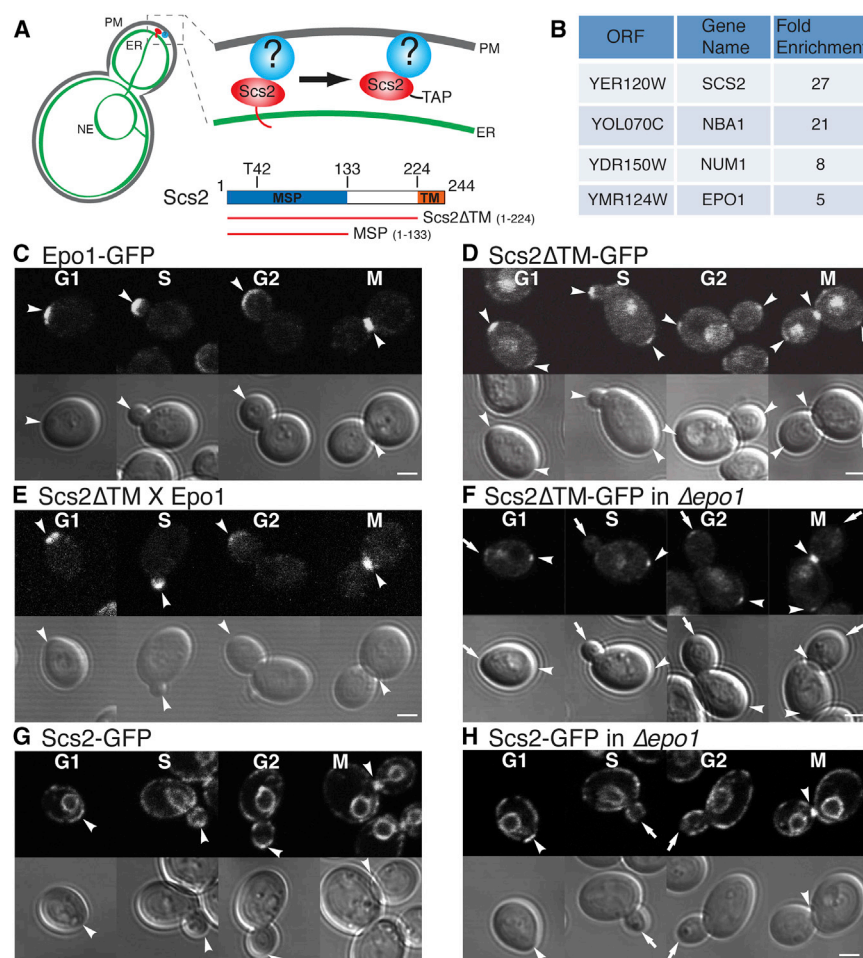 A
PM
ER
NE
?
?
PM
Scs2
Scs2
TAP
ER
T42
1
133
224
244
Scs2
MSP
TM
Scs2ΔTM (1-224)
MSP (1-133)
B
ORF
Gene Name
Fold Enrichment
YER120W
SCS2
27
YOL070C
NBA1
21
YDR150W
NUM1
8
YMR124W
EPO1
5
C Epo1-GFP
G1 S G2 M
D Scs2ΔTM-GFP
G1 S G2 M
E Scs2ΔTM X Epo1
G1 S G2 M
F Scs2ΔTM-GFP in Δepo1
G1 S G2 M
G Scs2-GFP
G1 S G2 M
H Scs2-GFP in Δepo1
G1 S G2 M